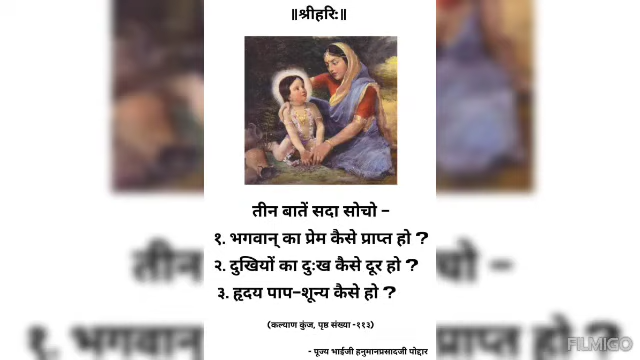 ॥श्रीहरिः॥
तीन बातें सदा सोचो -
१. भगवान् का प्रेम कैसे प्राप्त हो ?
२. दुखियों का दुःख कैसे दूर हो ?
३. हृदय पाप-शून्य कैसे हो ?
(कल्याण कुंज, पृष्ठ संख्या -११३)
- पूज्य भाईजी हनुमानप्रसादजी पोद्दार
FILMIGO